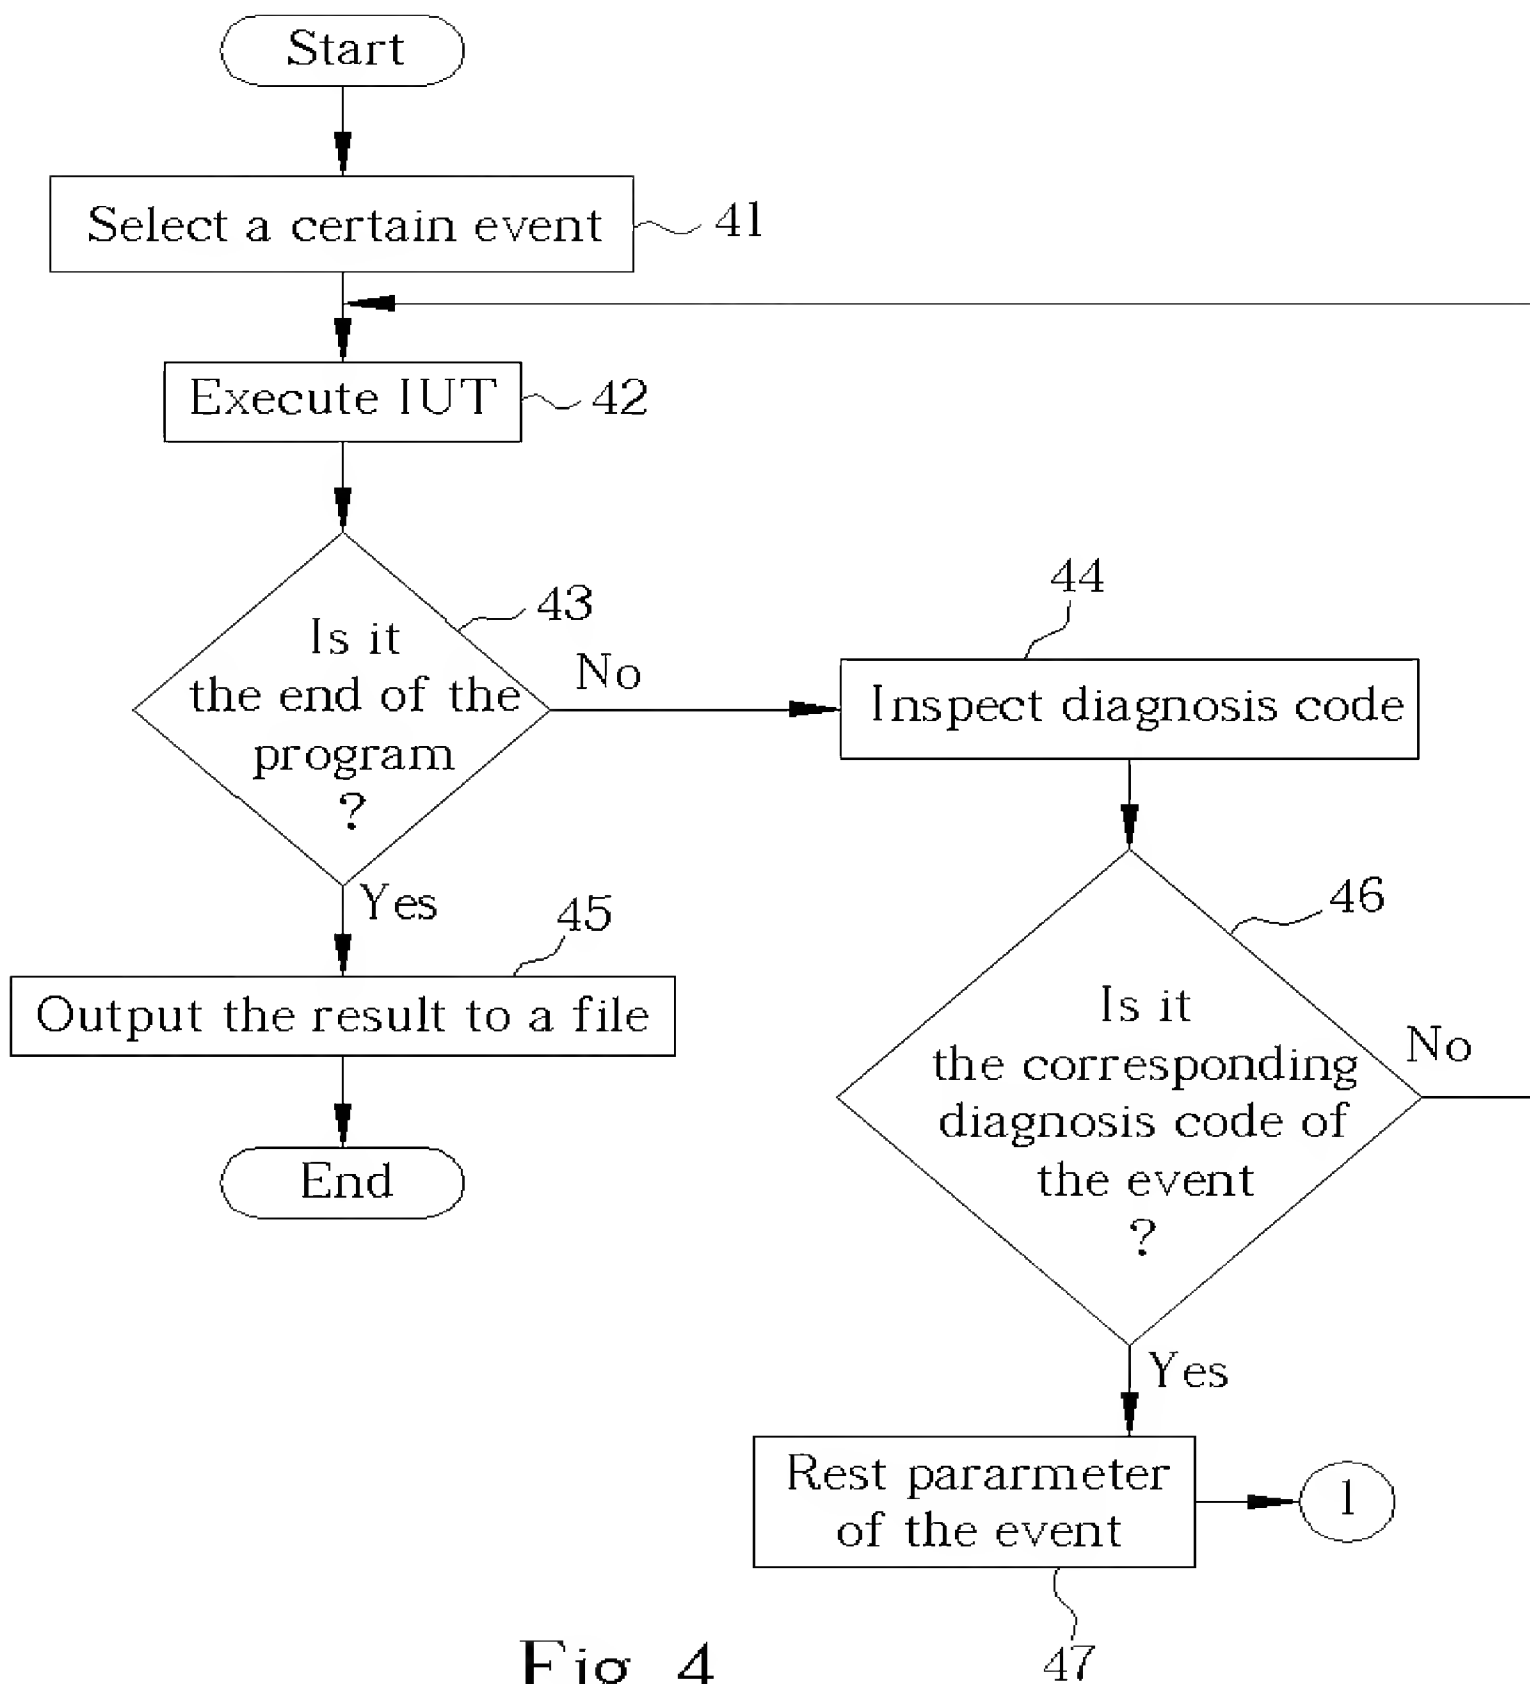 Start
Select a certain event
41
Execute IUT
42
43
Is it
the end of the
program
?
No
Yes
44
Inspect diagnosis code
45
Output the result to a file
End
46
Is it
the corresponding
diagnosis code of
the event
?
No
Yes
Rest pararmeter
of the event
1
47
Fig 4